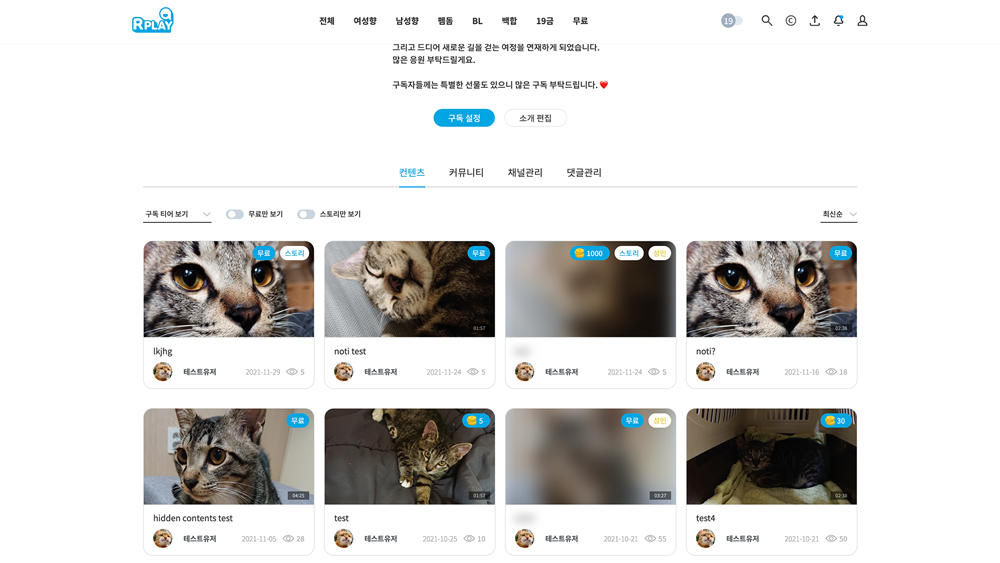 RPLAY
전체 여성향 남성향 펨돔 BL 백합 19금 무료
19
그리고 드디어 새로운 길을 걷는 여정을 연재하게 되었습니다.
많은 응원 부탁드릴게요.
구독자들께는 특별한 선물도 있으니 많은 구독 부탁드립니다. ❤️
구독 설정 소개 편집
컨텐츠 커뮤니티 채널관리 댓글관리
구독 티어 보기 무료만 보기 스토리만 보기 최신순
무료 스토리
lkjhg
테스트유저 2021-11-29 5
무료
01:57
noti test
테스트유저 2021-11-24 5
1000 스토리 성인
테스트유저 2021-11-24 5
무료
02:38
noti?
테스트유저 2021-11-16 18
무료
04:25
hidden contents test
테스트유저 2021-11-05 28
5
01:57
test
테스트유저 2021-10-25 10
무료 성인
03:27
테스트유저 2021-10-21 55
30
02:38
test4
테스트유저 2021-10-21 50